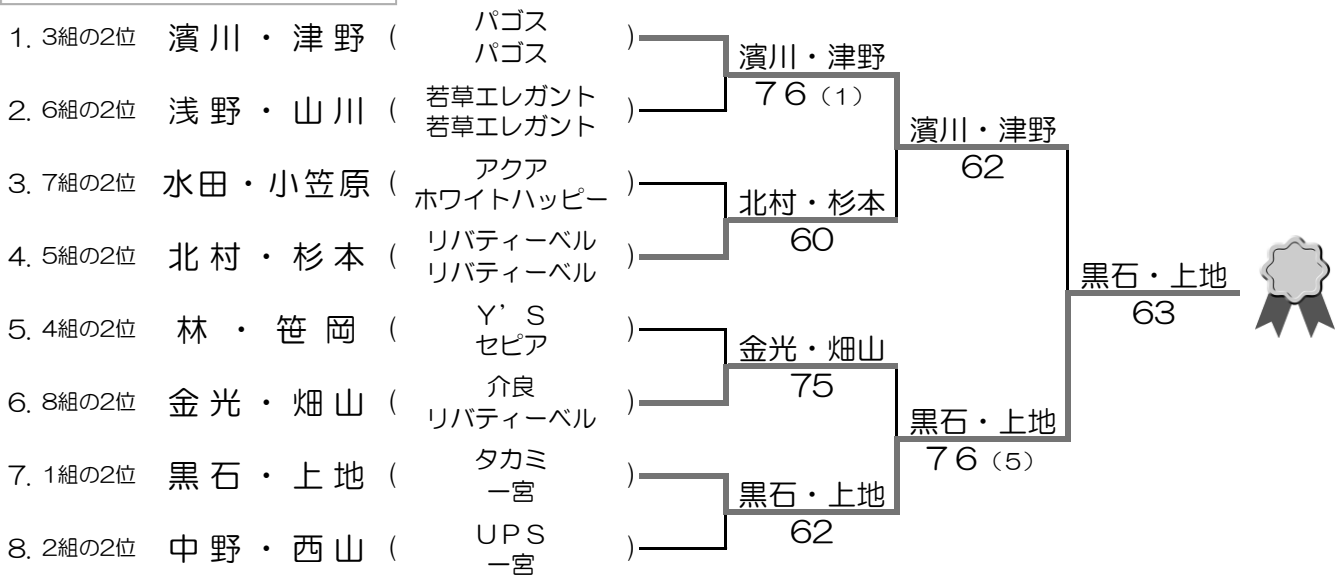 1. 3組の2位 濱川・津野 ( パゴス パゴス )
濱川・津野
76(1)
2. 6組の2位 浅野・山川 ( 若草エレガント 若草エレガント )
濱川・津野
62
3. 7組の2位 水田・小笠原 ( アクア ホワイトハッピー )
北村・杉本
60
4. 5組の2位 北村・杉本 ( リバティーベル リバティーベル )
黒石・上地
63
5. 4組の2位 林・笹岡 ( Y'S セピア )
金光・畑山
75
6. 8組の2位 金光・畑山 ( 介良 リバティーベル )
黒石・上地
76(5)
7. 1組の2位 黒石・上地 ( タカミ 一宮 )
黒石・上地
62
8. 2組の2位 中野・西山 ( UPS 一宮 )